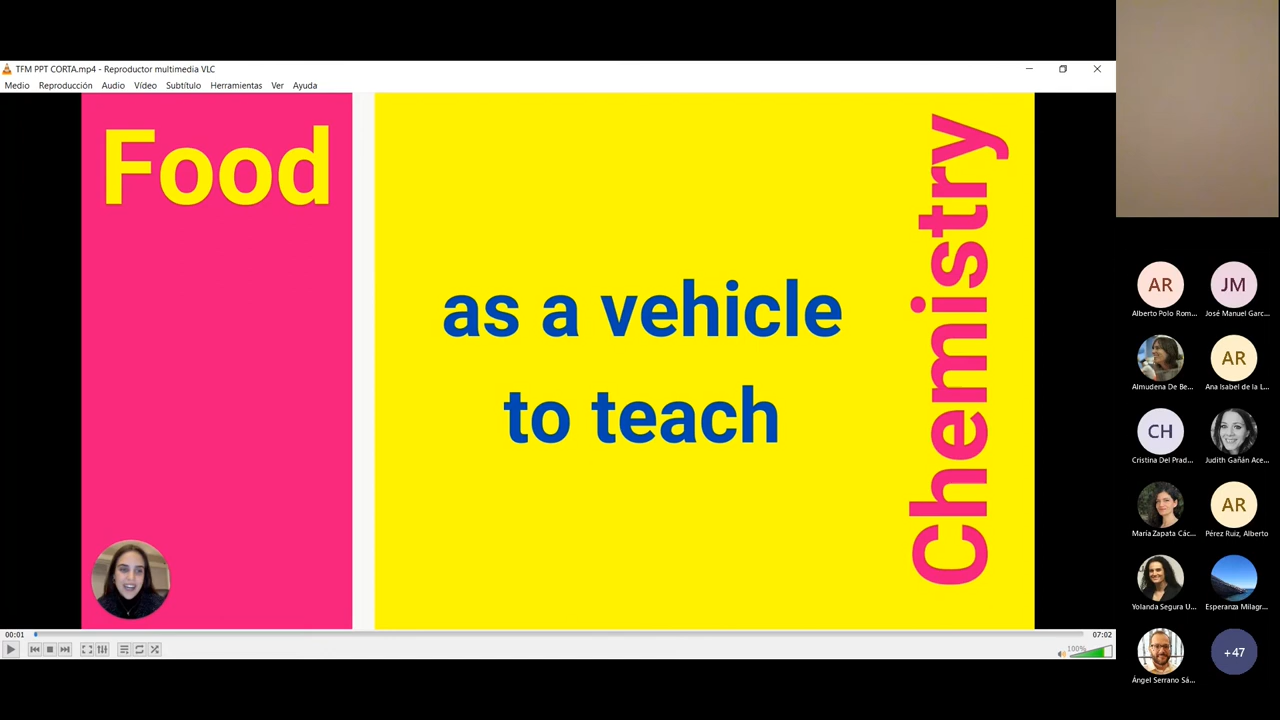 TFM PPT CORTA.mp4 - Reproductor multimedia VLC
Medio Reproducción Audio Vídeo Subtítulo Herramientas Ver Ayuda
Food
as a vehicle
to teach
Chemistry
00:01
07:02
100%
AR
JM
Alberto Polo Rom...
José Manuel Garc...
AR
Almudena De Be...
Ana Isabel de la L...
CH
Cristina Del Prad...
Judith Gañán Ace...
AR
María Zapata Các...
Pérez Ruiz, Alberto
Yolanda Segura U...
Esperanza Milagr...
+47
Ángel Serrano Sá...